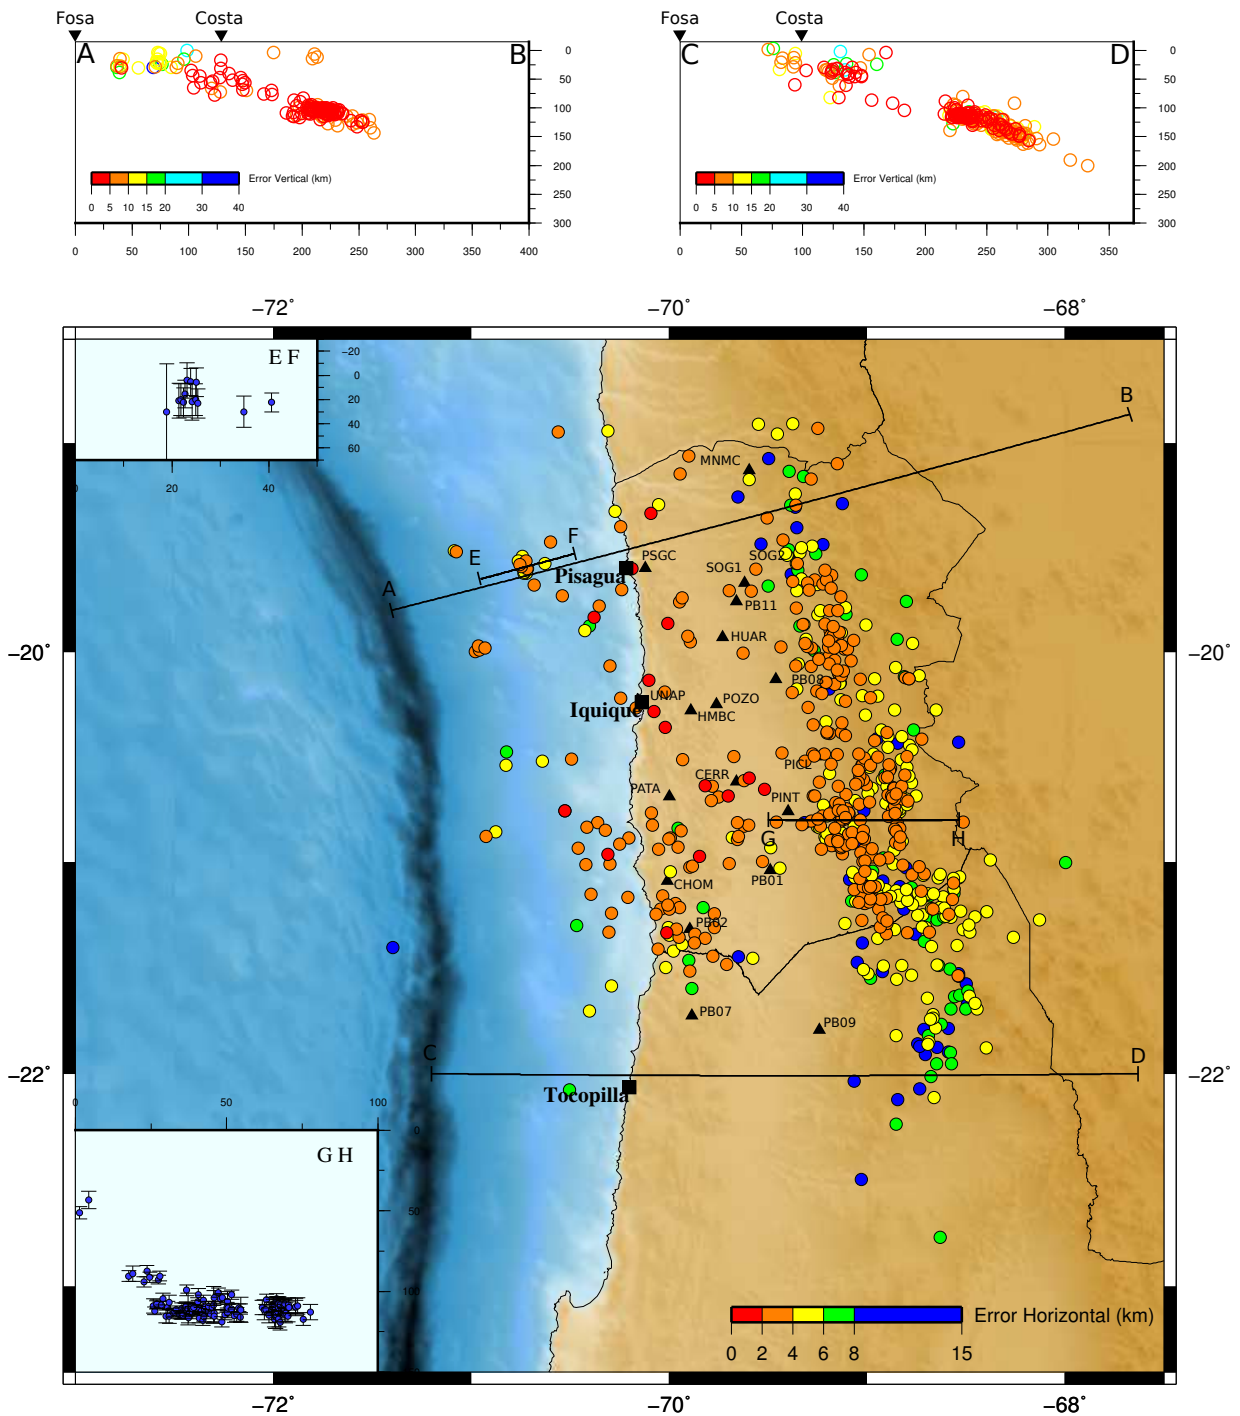 Fosa
Costa
A
B
0
50
100
150
200
250
300
Error Vertical (km)
0 5 10 15 20 30 40
0 50 100 150 200 250 300 350 400
Fosa
Costa
C
D
0
50
100
150
200
250
300
Error Vertical (km)
0 5 10 15 20 30 40
0 50 100 150 200 250 300 350
−72˚ −70˚ −68˚
E F
−20
0
20
40
60
0 20 40
B
MNMC
F
E
A
PSGC
Pisagua
SOG2
SOG1
PB11
HUAR
−20˚
−20˚
PB08
UNAP
POZO
Iquique
HMBC
PICL
CERR
PATA
PINT
G
H
PB01
CHOM
PB02
PB07
PB09
C
D
−22˚
−22˚
Tocopilla
0 50 100
0
G H
50
100
Error Horizontal (km)
0 2 4 6 8 15
−72˚ −70˚ −68˚